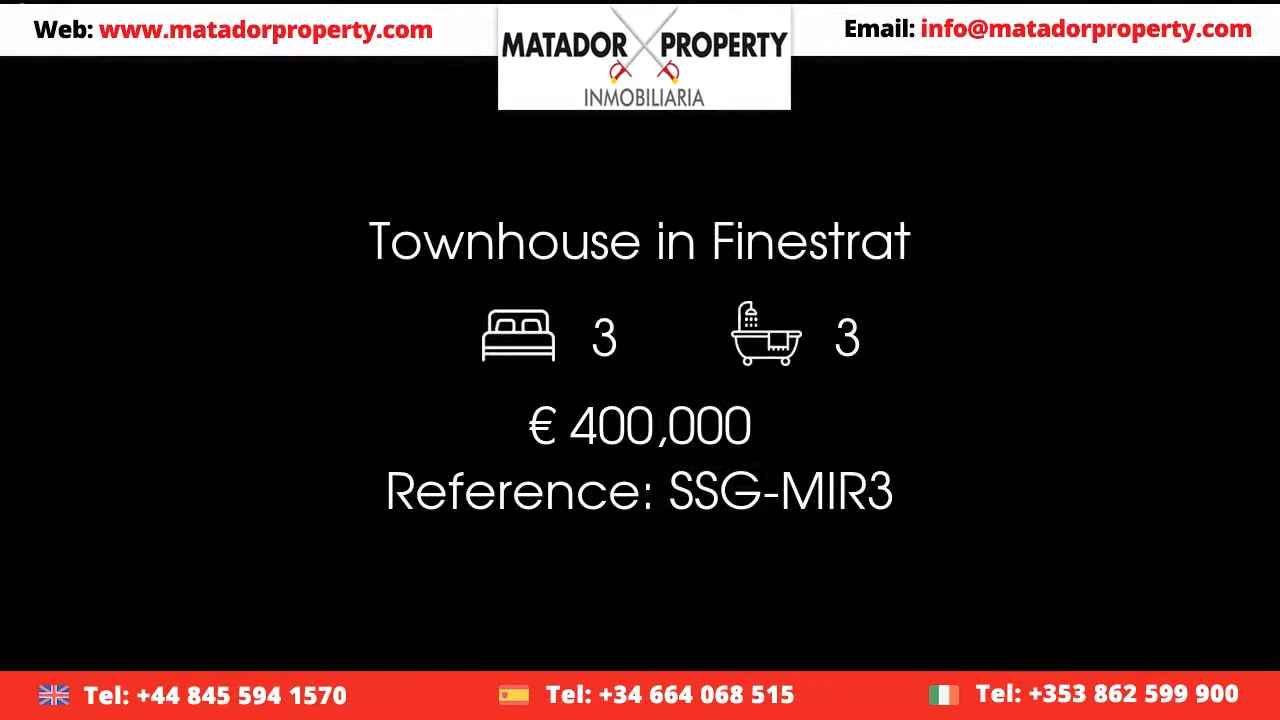 Web: www.matadorproperty.com
MATADOR PROPERTY
INMOBILIARIA
Email: info@matadorproperty.com
Townhouse in Finestrat
3 3
€ 400,000
Reference: SSG-MIR3
Tel: +44 845 594 1570
Tel: +34 664 068 515
Tel: +353 862 599 900